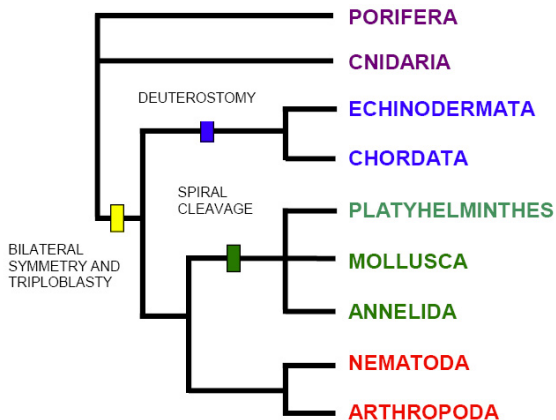 PORIFERA
CNIDARIA
DEUTEROSTOMY
ECHINODERMATA
CHORDATA
SPIRAL
CLEAVAGE
PLATYHELMINTHES
BILATERAL
SYMMETRY AND
TRIPLOBLASTY
MOLLUSCA
ANNELIDA
NEMATODA
ARTHROPODA